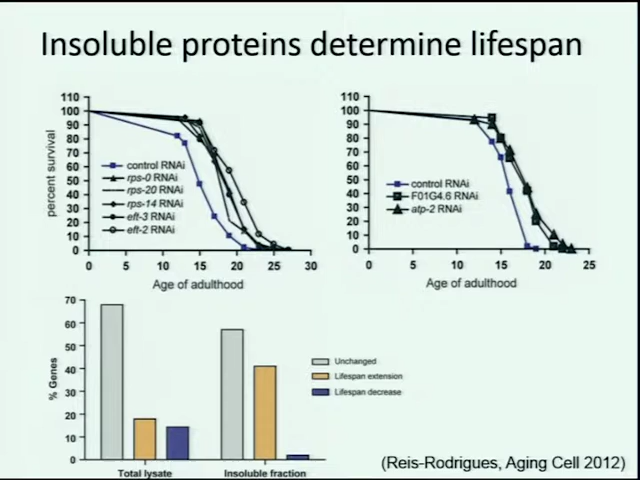 Insoluble proteins determine lifespan
percent survival
110
100
90
80
70
60
50
40
30
20
10
0
control RNAi
rps-0 RNAi
rps-20 RNAi
rps-14 RNAi
eft-3 RNAi
eft-2 RNAi
0 5 10 15 20 25 30
Age of adulthood
110
100
90
80
70
60
50
40
30
20
10
0
control RNAi
F01G4.6 RNAi
atp-2 RNAi
0 5 10 15 20 25
Age of adulthood
% Genes
70
60
50
40
30
20
10
0
Total lysate Insoluble fraction
Unchanged
Lifespan extension
Lifespan decrease
(Reis-Rodrigues, Aging Cell 2012)